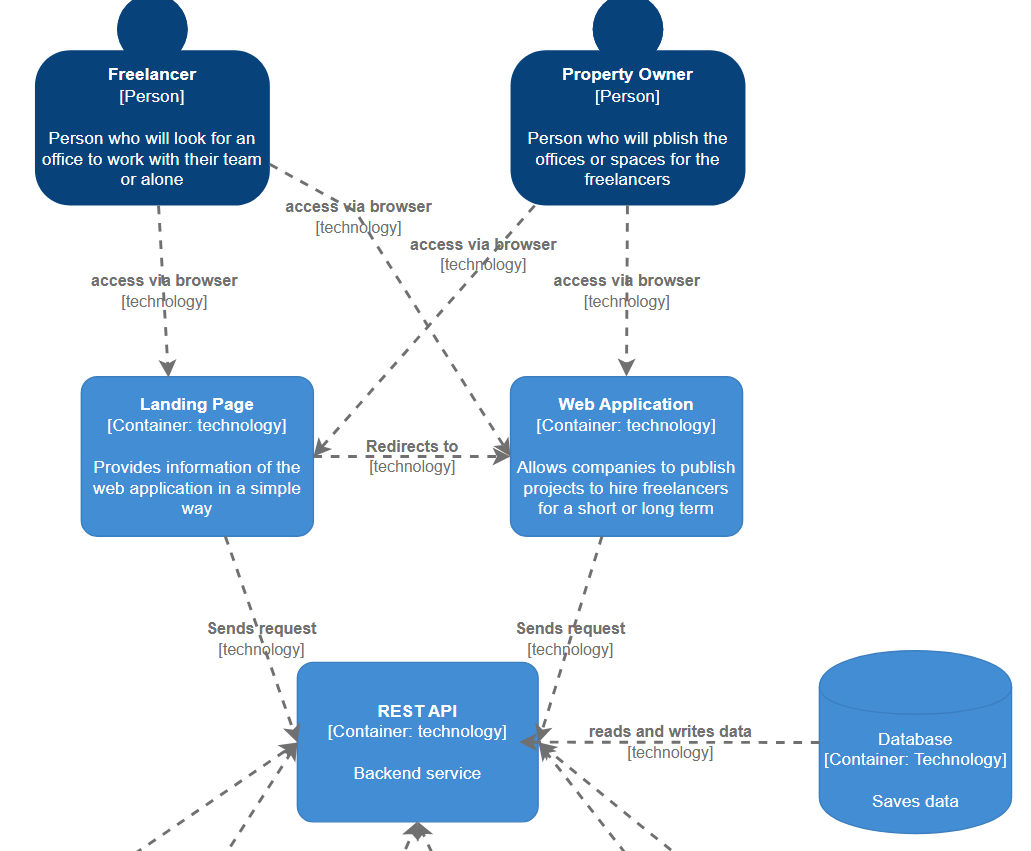 Freelancer
[Person]
Person who will look for an
office to work with their team
or alone
Property Owner
[Person]
Person who will pblish the
offices or spaces for the
freelancers
access via browser
[technology]
access via browser
[technology]
access via browser
[technology]
access via browser
[technology]
Landing Page
[Container: technology]
Provides information of the
web application in a simple
way
Redirects to
[technology]
Web Application
[Container: technology]
Allows companies to publish
projects to hire freelancers
for a short or long term
Sends request
[technology]
Sends request
[technology]
REST API
[Container: technology]
Backend service
reads and writes data
[technology]
Database
[Container: Technology]
Saves data